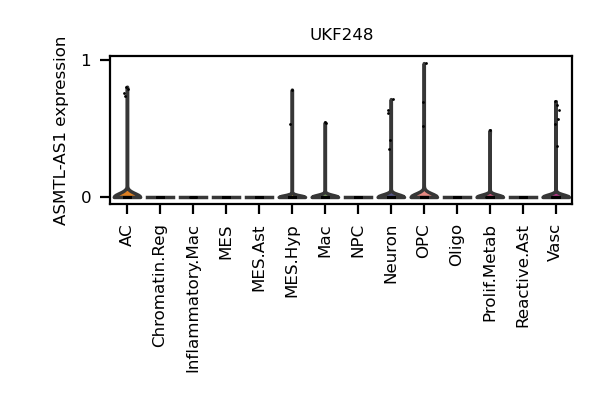 UKF248
ASMTL-AS1 expression
1
0
AC
Chromatin.Reg
Inflammatory.Mac
MES
MES.Ast
MES.Hyp
Mac
NPC
Neuron
OPC
Oligo
Prolif.Metab
Reactive.Ast
Vasc